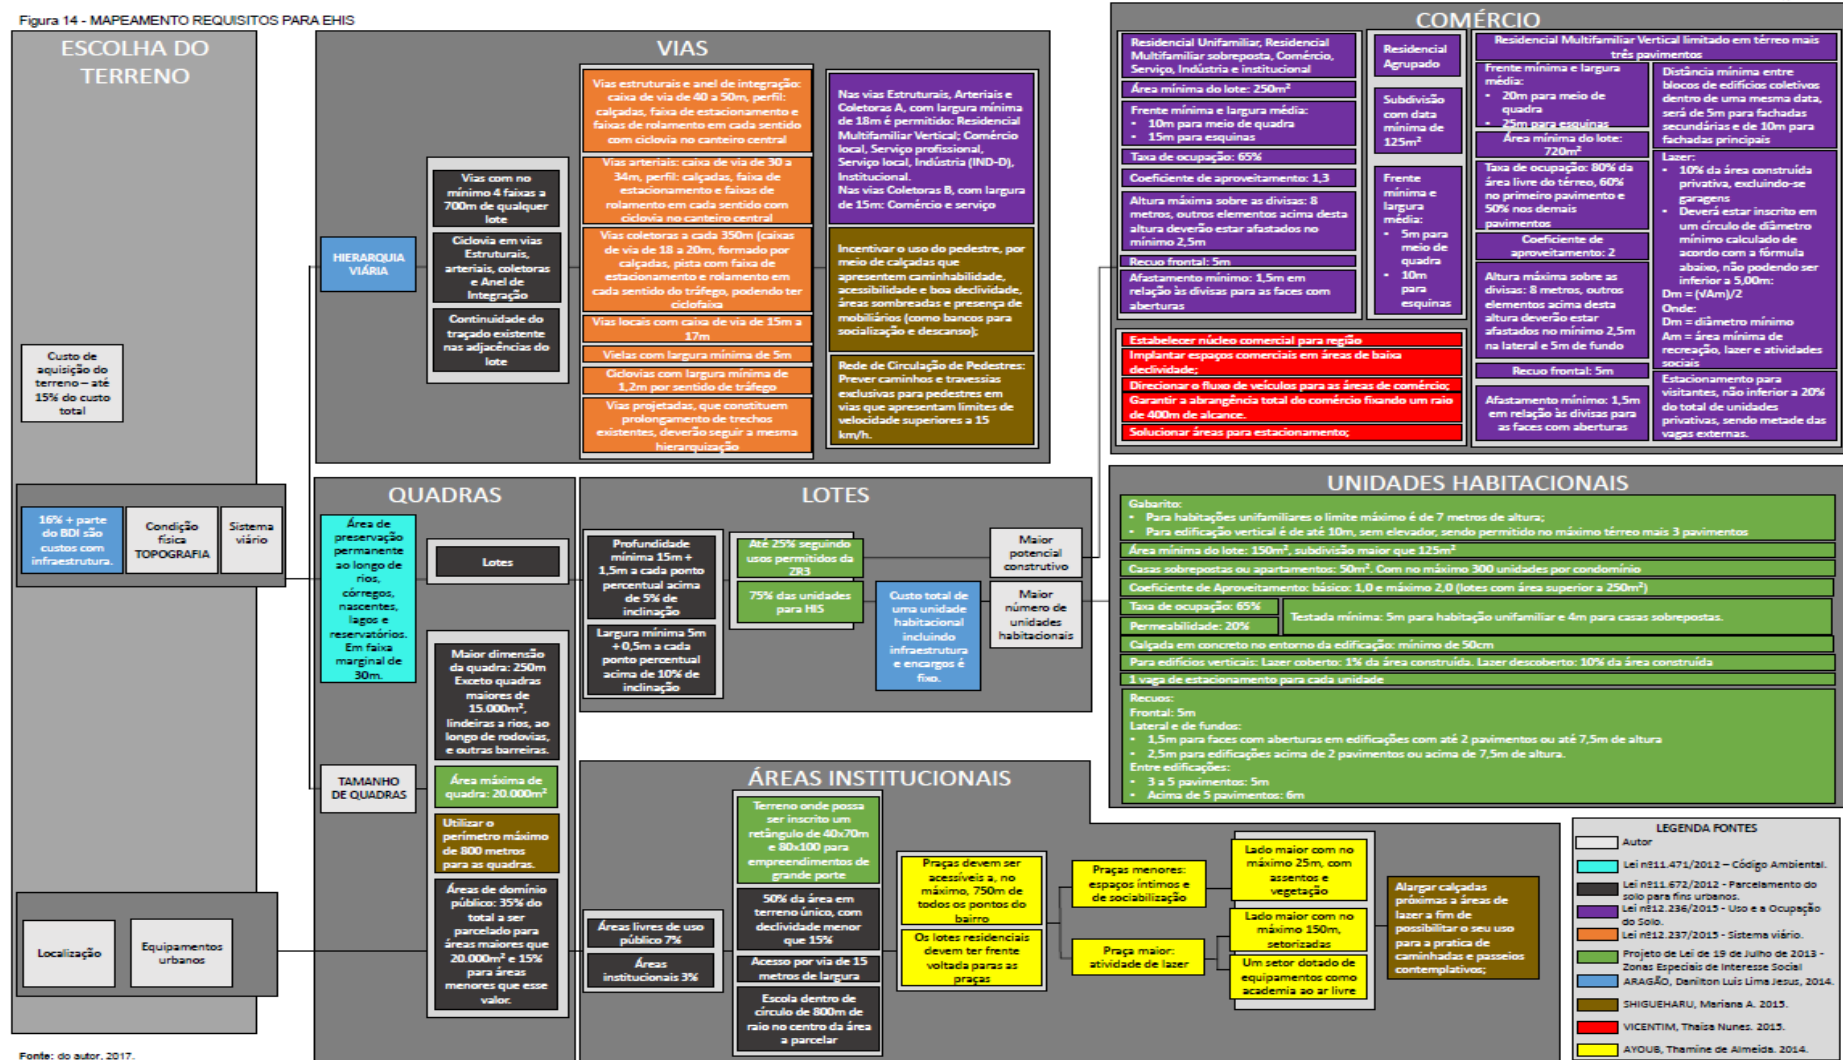 Figura 14 - MAPEAMENTO REQUISITOS PARA EHIS
ESCOLHA DO
TERRENO
Custo de
aquisição do
terreno – até
15% do custo
total
16% + parte
do BDI são
custos com
infraestrutura.
Condição
física
TOPOGRAFIA
Sistema
viário
Localização
Equipamentos
urbanos
VIAS
HIERARQUIA
VIÁRIA
Vias com no
mínimo 4 faixas a
700m de qualquer
lote
Ciclovia em vias
Estruturais,
arteriais, coletoras
e Anel de
Integração
Continuidade do
traçado existente
nas adjacências do
lote
Vias estruturais e anel de integração:
caixa de via de 40 a 50m, perfil:
calçadas, faixa de estacionamento e
faixas de rolamento em cada sentido
com ciclovia no canteiro central
Vias arteriais: caixa de via de 30 a
34m, perfil: calçadas, faixa de
estacionamento e faixas de
rolamento em cada sentido com
ciclovia no canteiro central
Vias coletoras a cada 350m (caixas
de via de 18 a 20m, formado por
calçadas, pista com faixa de
estacionamento e rolamento em
cada sentido do tráfego, podendo ter
ciclofaixa
Vias locais com caixa de via de 15m a
17m
Vielas com largura mínima de 5m
Ciclovias com largura mínima de
1,2m por sentido de tráfego
Vias projetadas, que constituem
prolongamento de trechos
existentes, deverão seguir a mesma
hierarquização
Nas vias Estruturais, Arteriais e
Coletoras A, com largura mínima
de 18m é permitido: Residencial
Multifamiliar Vertical; Comércio
local, Serviço profissional,
Serviço local, Indústria (IND-D),
Institucional.
Nas vias Coletoras B, com largura
de 15m: Comércio e serviço
Incentivar o uso do pedestre, por
meio de calçadas que
apresentem caminhabilidade,
acessibilidade e boa declividade,
áreas sombreadas e presença de
mobiliários (como bancos para
socialização e descanso);
Rede de Circulação de Pedestres:
Prever caminhos e travessias
exclusivas para pedestres em
vias que apresentam limites de
velocidade superiores a 15
km/h.
COMÉRCIO
Residencial Unifamiliar, Residencial
Multifamiliar sobreposta, Comércio,
Serviço, Indústria e institucional
Área mínima do lote: 250m²
Frente mínima e largura média:
• 10m para meio de quadra
• 15m para esquinas
Taxa de ocupação: 65%
Coeficiente de aproveitamento: 1,3
Altura máxima sobre as divisas: 8
metros, outros elementos acima desta
altura deverão estar afastados no
mínimo 2,5m
Recuo frontal: 5m
Afastamento mínimo: 1,5m em
relação às divisas para as faces com
aberturas
Residencial
Agrupado
Subdivisão
com data
mínima de
125m²
Frente
mínima e
largura
média:
• 5m para
meio de
quadra
• 10m
para
esquinas
Residencial Multifamiliar Vertical limitado em térreo mais
três pavimentos
Frente mínima e largura
média:
• 20m para meio de
quadra
• 25m para esquinas
Área mínima do lote:
720m²
Taxa de ocupação: 80% da
área livre do térreo, 60%
no primeiro pavimento e
50% nos demais
pavimentos
Coeficiente de
aproveitamento: 2
Altura máxima sobre as
divisas: 8 metros, outros
elementos acima desta
altura deverão estar
afastados no mínimo 2,5m
na lateral e 5m de fundo
Recuo frontal: 5m
Afastamento mínimo: 1,5m
em relação às divisas para
as faces com aberturas
Distância mínima entre
blocos de edifícios coletivos
dentro de uma mesma data,
será de 5m para fachadas
secundárias e de 10m para
fachadas principais
Lazer:
• 10% da área construída
privativa, excluindo-se
garagens
• Deverá estar inscrito em
um círculo de diâmetro
mínimo calculado de
acordo com a fórmula
abaixo, não podendo ser
inferior a 5,00m:
Dm = (√Am)/2
Onde:
Dm = diâmetro mínimo
Am = área mínima de
recreação, lazer e atividades
sociais
Estacionamento para
visitantes, não inferior a 20%
do total de unidades
privativas, sendo metade das
vagas externas.
Estabelecer núcleo comercial para região
Implantar espaços comerciais em áreas de baixa
declividade;
Direcionar o fluxo de veículos para as áreas de comércio;
Garantir a abrangência total do comércio fixando um raio
de 400m de alcance.
Solucionar áreas para estacionamento;
QUADRAS
Área de
preservação
permanente
ao longo de
rios,
córregos,
nascentes,
lagos e
reservatórios.
Em faixa
marginal de
30m.
Lotes
TAMANHO
DE QUADRAS
Maior dimensão
da quadra: 250m
Exceto quadras
maiores de
15.000m²,
lindeiras a rios, ao
longo de rodovias,
e outras barreiras.
Área máxima de
quadra: 20.000m²
Utilizar o
perímetro máximo
de 800 metros
para as quadras.
Áreas de domínio
público: 35% do
total a ser
parcelado para
áreas maiores que
20.000m² e 15%
para áreas
menores que esse
valor.
LOTES
Profundidade
mínima 15m +
1,5m a cada ponto
percentual acima
de 5% de
inclinação
Largura mínima 5m
+ 0,5m a cada
ponto percentual
acima de 10% de
inclinação
Até 25% seguindo
usos permitidos da
ZR3
75% das unidades
para HIS
Custo total de
uma unidade
habitacional
incluindo
infraestrutura
e encargos é
fixo.
Maior
potencial
construtivo
Maior
número de
unidades
habitacionais
UNIDADES HABITACIONAIS
Gabarito:
• Para habitações unifamiliares o limite máximo é de 7 metros de altura;
• Para edificação vertical é de até 10m, sem elevador, sendo permitido no máximo térreo mais 3 pavimentos
Área mínima do lote: 150m², subdivisão maior que 125m²
Casas sobrepostas ou apartamentos: 50m². Com no máximo 300 unidades por condomínio
Coeficiente de Aproveitamento: básico: 1,0 e máximo 2,0 (lotes com área superior a 250m²)
Taxa de ocupação: 65%
Permeabilidade: 20%
Testada mínima: 5m para habitação unifamiliar e 4m para casas sobrepostas.
Calçada em concreto no entorno da edificação: mínimo de 50cm
Para edifícios verticais: Lazer coberto: 1% da área construída. Lazer descoberto: 10% da área construída
1 vaga de estacionamento para cada unidade
Recuos:
Frontal: 5m
Lateral e de fundos:
• 1,5m para faces com aberturas em edificações com até 2 pavimentos ou até 7,5m de altura
• 2,5m para edificações acima de 2 pavimentos ou acima de 7,5m de altura.
Entre edificações:
• 3 a 5 pavimentos: 5m
• Acima de 5 pavimentos: 6m
ÁREAS INSTITUCIONAIS
Áreas livres de uso
público 7%
Áreas
institucionais 3%
Terreno onde possa
ser inscrito um
retângulo de 40x70m
e 80x100 para
empreendimentos de
grande porte
50% da área em
terreno único, com
declividade menor
que 15%
Acesso por via de 15
metros de largura
Escola dentro de
círculo de 800m de
raio no centro da área
a parcelar
Praças devem ser
acessíveis a, no
máximo, 750m de
todos os pontos do
bairro
Os lotes residenciais
devem ter frente
voltada paras as
praças
Praças menores:
espaços íntimos e
de sociabilização
Praça maior:
atividade de lazer
Lado maior com no
máximo 25m, com
assentos e
vegetação
Lado maior com no
máximo 150m,
setorizadas
Um setor dotado de
equipamentos como
academia ao ar livre
Alargar calçadas
próximas a áreas de
lazer a fim de
possibilitar o seu uso
para a pratica de
caminhadas e passeios
contemplativos;
LEGENDA FONTES
Autor
Lei nº11.471/2012 – Código Ambiental.
Lei nº11.672/2012 - Parcelamento do
solo para fins urbanos.
Lei nº12.236/2015 - Uso e a Ocupação
do Solo.
Lei nº12.237/2015 - Sistema viário.
Projeto de Lei de 19 de Julho de 2013 -
Zonas Especiais de Interesse Social
ARAGÃO, Danilton Luis Lima Jesus, 2014.
SHIGUEHARU, Mariana A. 2015.
VICENTIM, Thaísa Nunes. 2015.
AYOUB, Thamine de Almeida. 2014.
Fonte: do autor, 2017.